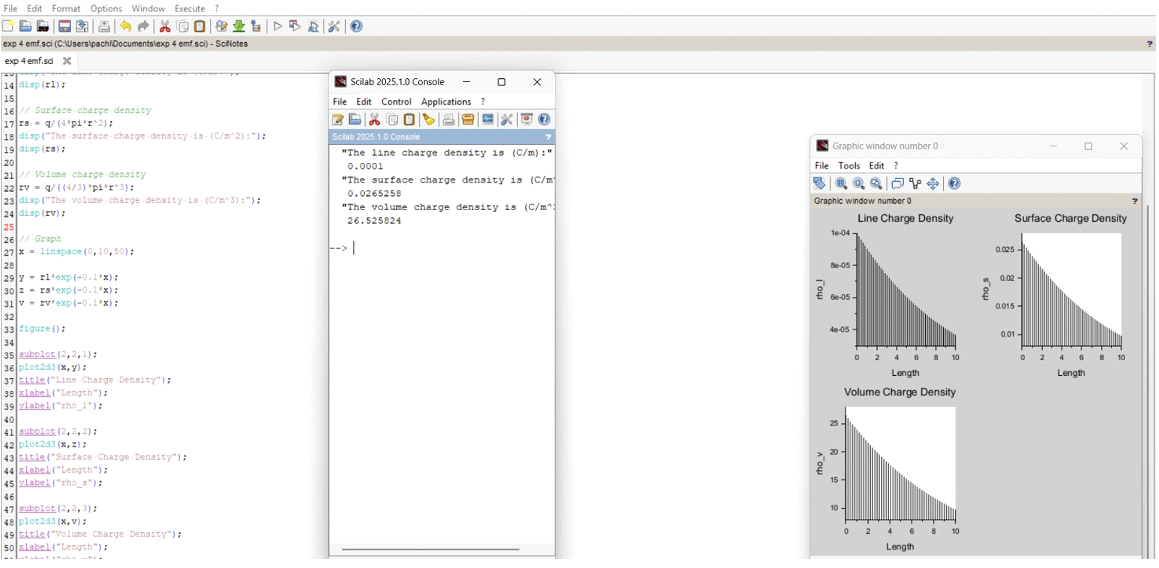 File Edit Format Options Window Execute ?
exp 4 emf.sci (C:\Users\pachi\Documents\exp 4 emf.sci) - SciNotes
?
exp 4 emf.sci
14 disp(rl);
15
16 // Surface charge density
17 rs = q/(4*pi*r^2);
18 disp("The surface charge density is (C/m^2):");
19 disp(rs);
20
21 // Volume charge density
22 rv = q/((4/3)*pi*r^3);
23 disp("The volume charge density is (C/m^3):");
24 disp(rv);
25
26 // Graph
27 x = linspace(0,10,50);
28
29 y = rl*exp(-0.1*x);
30 z = rs*exp(-0.1*x);
31 v = rv*exp(-0.1*x);
32
33 figure();
34
35 subplot(2,2,1);
36 plot2d3(x,y);
37 title("Line Charge Density");
38 xlabel("Length");
39 ylabel("rho_l");
40
41 subplot(2,2,2);
42 plot2d3(x,z);
43 title("Surface Charge Density");
44 xlabel("Length");
45 ylabel("rho_s");
46
47 subplot(2,2,3);
48 plot2d3(x,v);
49 title("Volume Charge Density");
50 xlabel("Length");
Scilab 2025.1.0 Console
File Edit Control Applications ?
Scilab 2025.1.0 Console ?
"The line charge density is (C/m):"
0.0001
"The surface charge density is (C/m^
0.0265258
"The volume charge density is (C/m^
26.525824
-->
Graphic window number 0
File Tools Edit ?
Graphic window number 0 ?
Line Charge Density
1e-04
8e-05
6e-05
4e-05
rho_l
0 2 4 6 8 10
Length
Surface Charge Density
0.025
0.02
0.015
0.01
rho_s
0 2 4 6 8 10
Length
Volume Charge Density
25
20
15
10
rho_v
0 2 4 6 8 10
Length